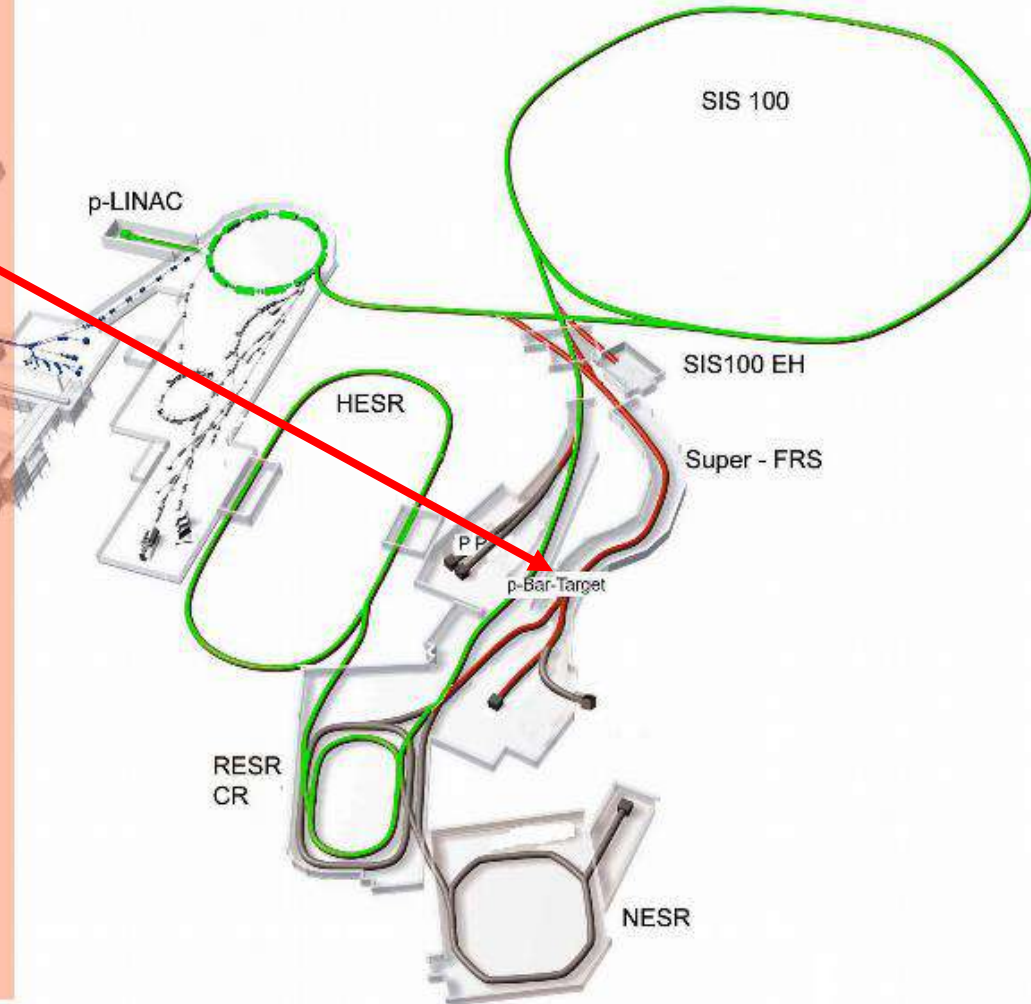 SIS 100
p-LINAC
SIS100 EH
HESR
Super - FRS
P P
p-Bar-Target
RESR
CR
NESR